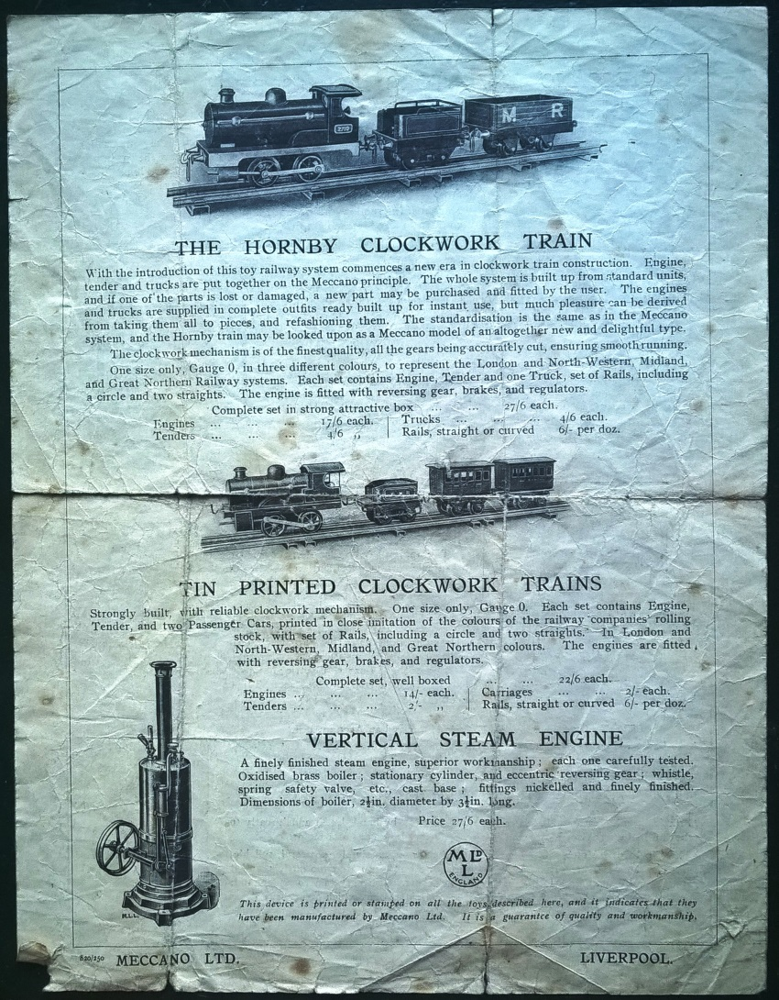 2710
M R
THE HORNBY CLOCKWORK TRAIN
With the introduction of this toy railway system commences a new era in clockwork train construction. Engine,
tender and trucks are put together on the Meccano principle. The whole system is built up from standard units,
and if one of the parts is lost or damaged, a new part may be purchased and fitted by the user. The engines
and trucks are supplied in complete outfits ready built up for instant use, but much pleasure can be derived
from taking them all to pieces, and refashioning them. The standardisation is the same as in the Meccano
system, and the Hornby train may be looked upon as a Meccano model of an altogether new and delightful type.
The clockwork mechanism is of the finest quality, all the gears being accurately cut, ensuring smooth running.
One size only, Gauge 0, in three different colours, to represent the London and North-Western, Midland,
and Great Northern Railway systems. Each set contains Engine, Tender and one Truck, set of Rails, including
a circle and two straights. The engine is fitted with reversing gear, brakes, and regulators.
Complete set in strong attractive box ... ... 27/6 each.
Engines ... ... ... 17/6 each. | Trucks ... ... ... 4/6 each.
Tenders ... ... ... 4/6 ,, | Rails, straight or curved 6/- per doz.
TIN PRINTED CLOCKWORK TRAINS
Strongly built, with reliable clockwork mechanism. One size only, Gauge 0. Each set contains Engine,
Tender, and two Passenger Cars, printed in close imitation of the colours of the railway companies' rolling
stock, with set of Rails, including a circle and two straights. In London and
North-Western, Midland, and Great Northern colours. The engines are fitted
with reversing gear, brakes, and regulators.
Complete set, well boxed ... ... 22/6 each.
Engines ... ... ... 14/- each. | Carriages ... ... 2/- each.
Tenders ... ... ... 2/- ,, | Rails, straight or curved 6/- per doz.
VERTICAL STEAM ENGINE
A finely finished steam engine, superior workmanship; each one carefully tested.
Oxidised brass boiler; stationary cylinder, and eccentric reversing gear; whistle,
spring safety valve, etc., cast base; fittings nickelled and finely finished.
Dimensions of boiler, 2½in. diameter by 3½in. long.
Price 27/6 each.
M LD
L
ENGLAND
M.L.L.
This device is printed or stamped on all the toys described here, and it indicates that they
have been manufactured by Meccano Ltd. It is a guarantee of quality and workmanship.
820/250 MECCANO LTD. LIVERPOOL.